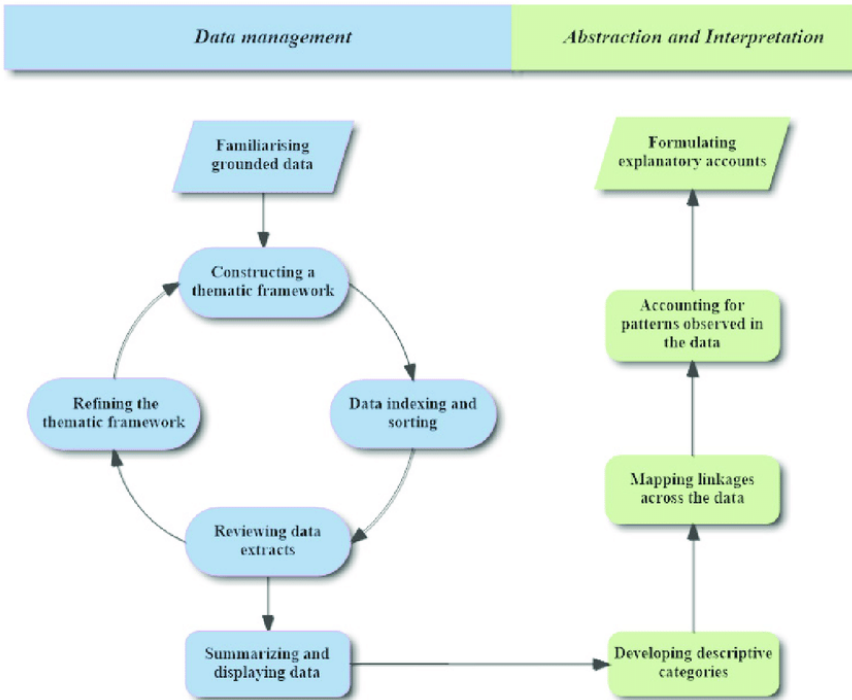 Data management
Abstraction and Interpretation
Familiarising
grounded data
Constructing a
thematic framework
Refining the
thematic framework
Data indexing and
sorting
Reviewing data
extracts
Summarizing and
displaying data
Formulating
explanatory accounts
Accounting for
patterns observed in
the data
Mapping linkages
across the data
Developing descriptive
categories